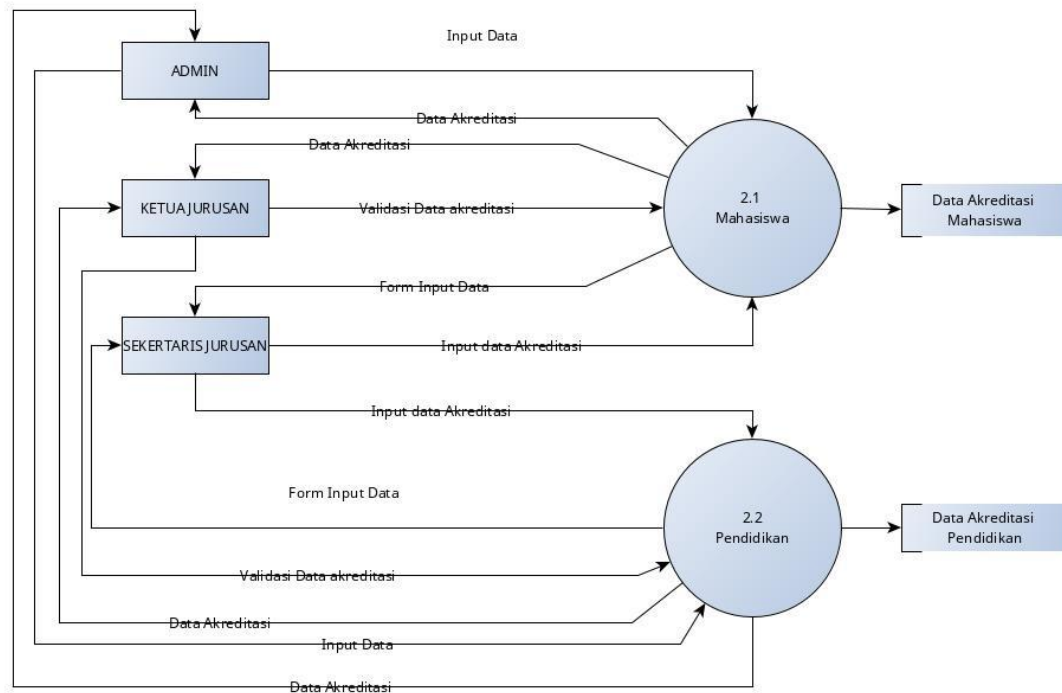 Input Data
ADMIN
Data Akreditasi
Data Akreditasi
KETUA JURUSAN
Validasi Data akreditasi
2.1
Mahasiswa
Data Akreditasi
Mahasiswa
Form Input Data
SEKERTARIS JURUSAN
Input data Akreditasi
Input data Akreditasi
Form Input Data
2.2
Pendidikan
Data Akreditasi
Pendidikan
Validasi Data akreditasi
Data Akreditasi
Input Data
Data Akreditasi